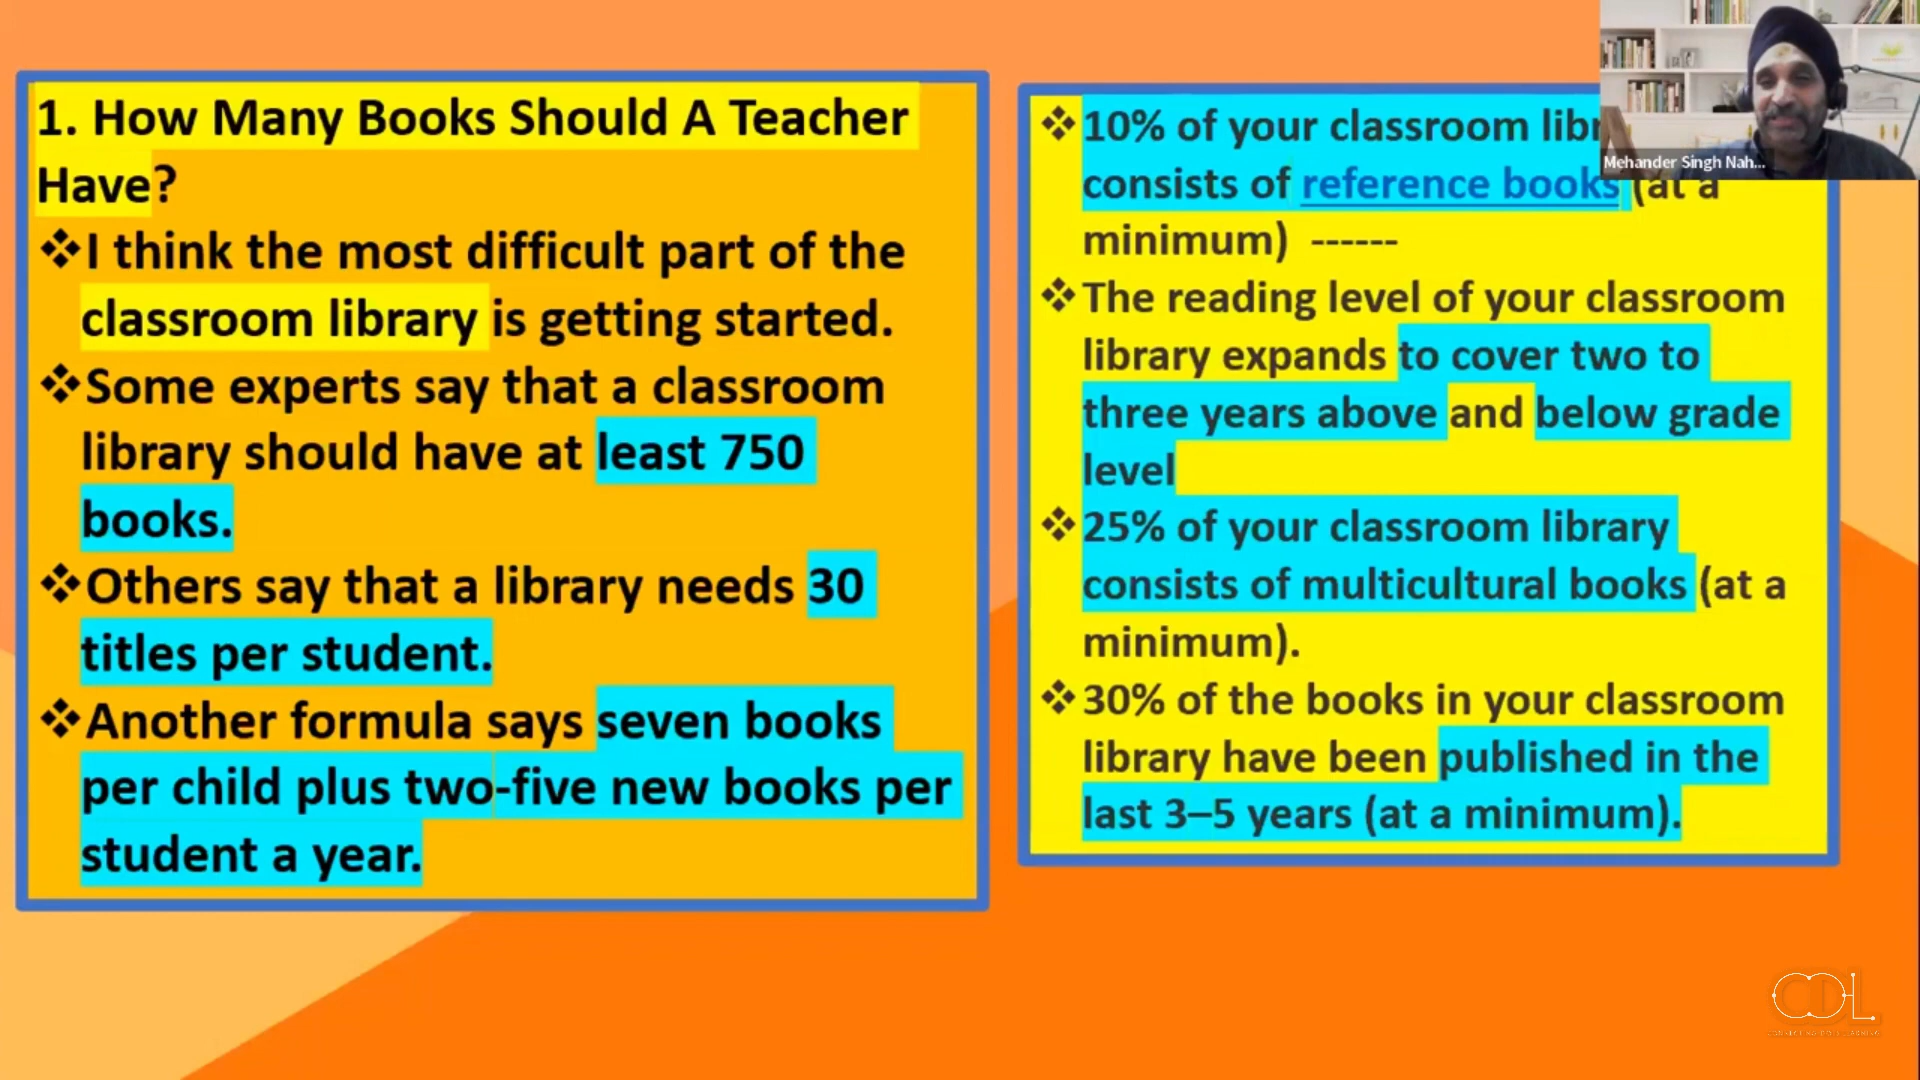 1. How Many Books Should A Teacher
Have?
❖I think the most difficult part of the
classroom library is getting started.
❖Some experts say that a classroom
library should have at least 750
books.
❖Others say that a library needs 30
titles per student.
❖Another formula says seven books
per child plus two-five new books per
student a year.
❖10% of your classroom
consists of reference books (at a
minimum) ------
❖The reading level of your classroom
library expands to cover two to
three years above and below grade
level
❖25% of your classroom library
consists of multicultural books (at a
minimum).
❖30% of the books in your classroom
library have been published in the
last 3–5 years (at a minimum).
Mehander Singh Nah...
CDL